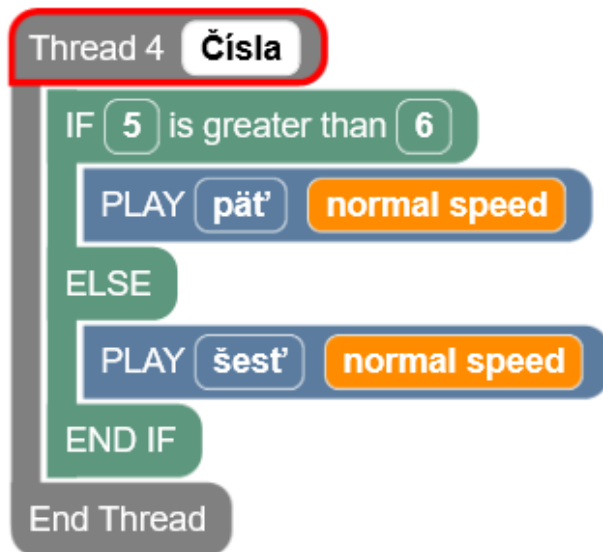 Thread 4 Čísla
IF 5 is greater than 6
PLAY päť normal speed
ELSE
PLAY šesť normal speed
END IF
End Thread